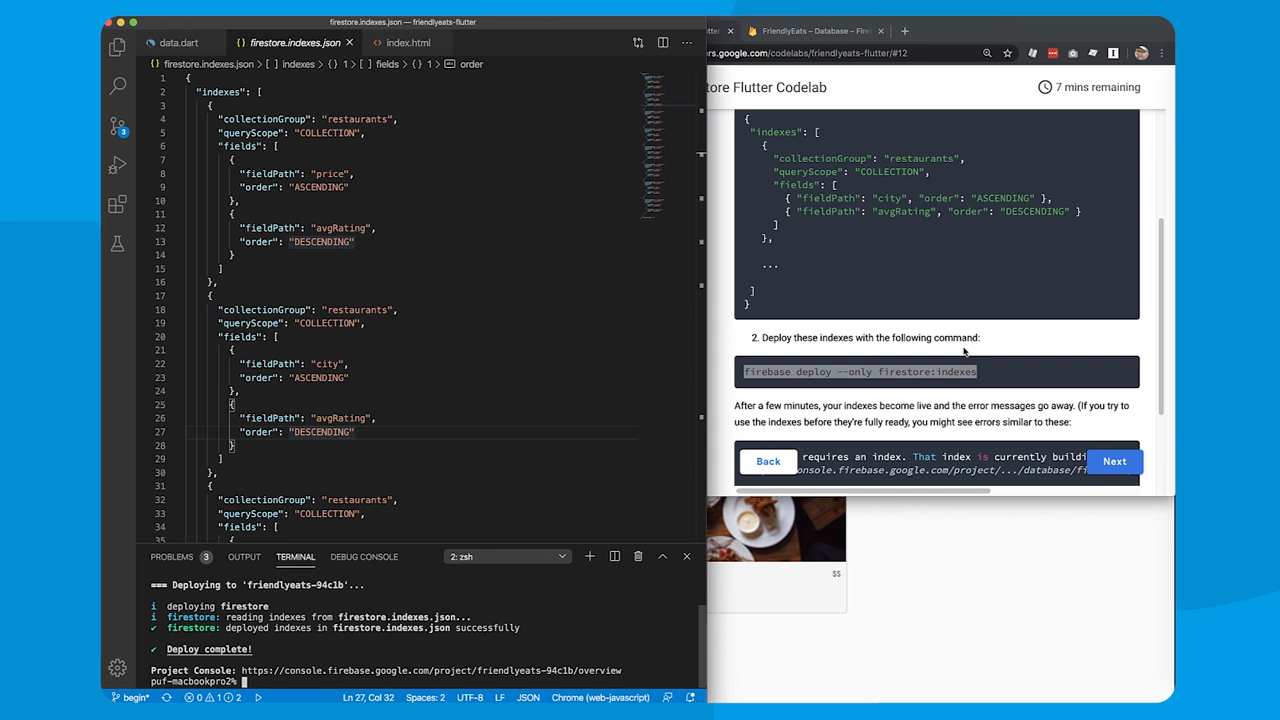 firestore.indexes.json — friendlyeats-flutter
data.dart
firestore.indexes.json
index.html
firestore.indexes.json > [ ] indexes > { } 1 > [ ] fields > { } 1 > order
1 {
2 "indexes": [
3 {
4 "collectionGroup": "restaurants",
5 "queryScope": "COLLECTION",
6 "fields": [
7 {
8 "fieldPath": "price",
9 "order": "ASCENDING"
10 },
11 {
12 "fieldPath": "avgRating",
13 "order": "DESCENDING"
14 }
15 ]
16 },
17 {
18 "collectionGroup": "restaurants",
19 "queryScope": "COLLECTION",
20 "fields": [
21 {
22 "fieldPath": "city",
23 "order": "ASCENDING"
24 },
25 {
26 "fieldPath": "avgRating",
27 "order": "DESCENDING"
28 }
29 ]
30 },
31 {
32 "collectionGroup": "restaurants",
33 "queryScope": "COLLECTION",
34 "fields": [
3
PROBLEMS 3 OUTPUT TERMINAL DEBUG CONSOLE 2: zsh
=== Deploying to 'friendlyeats-94c1b'...
i deploying firestore
i firestore: reading indexes from firestore.indexes.json...
✔ firestore: deployed indexes in firestore.indexes.json successfully
✔ Deploy complete!
Project Console: https://console.firebase.google.com/project/friendlyeats-94c1b/overview
puf-macbookpro2%
begin* 0 1 2 Ln 27, Col 32 Spaces: 2 UTF-8 LF JSON Chrome (web-javascript)
FriendlyEats – Database – Fire
ers.google.com/codelabs/friendlyeats-flutter/#12
tore Flutter Codelab
7 mins remaining
{
"indexes": [
{
"collectionGroup": "restaurants",
"queryScope": "COLLECTION",
"fields": [
{ "fieldPath": "city", "order": "ASCENDING" },
{ "fieldPath": "avgRating", "order": "DESCENDING" }
]
},
...
]
}
2. Deploy these indexes with the following command:
firebase deploy --only firestore:indexes
After a few minutes, your indexes become live and the error messages go away. (If you try to
use the indexes before they're fully ready, you might see errors similar to these:
requires an index. That index is currently buildi
onsole.firebase.google.com/project/.../database/fi
Back
Next
$$